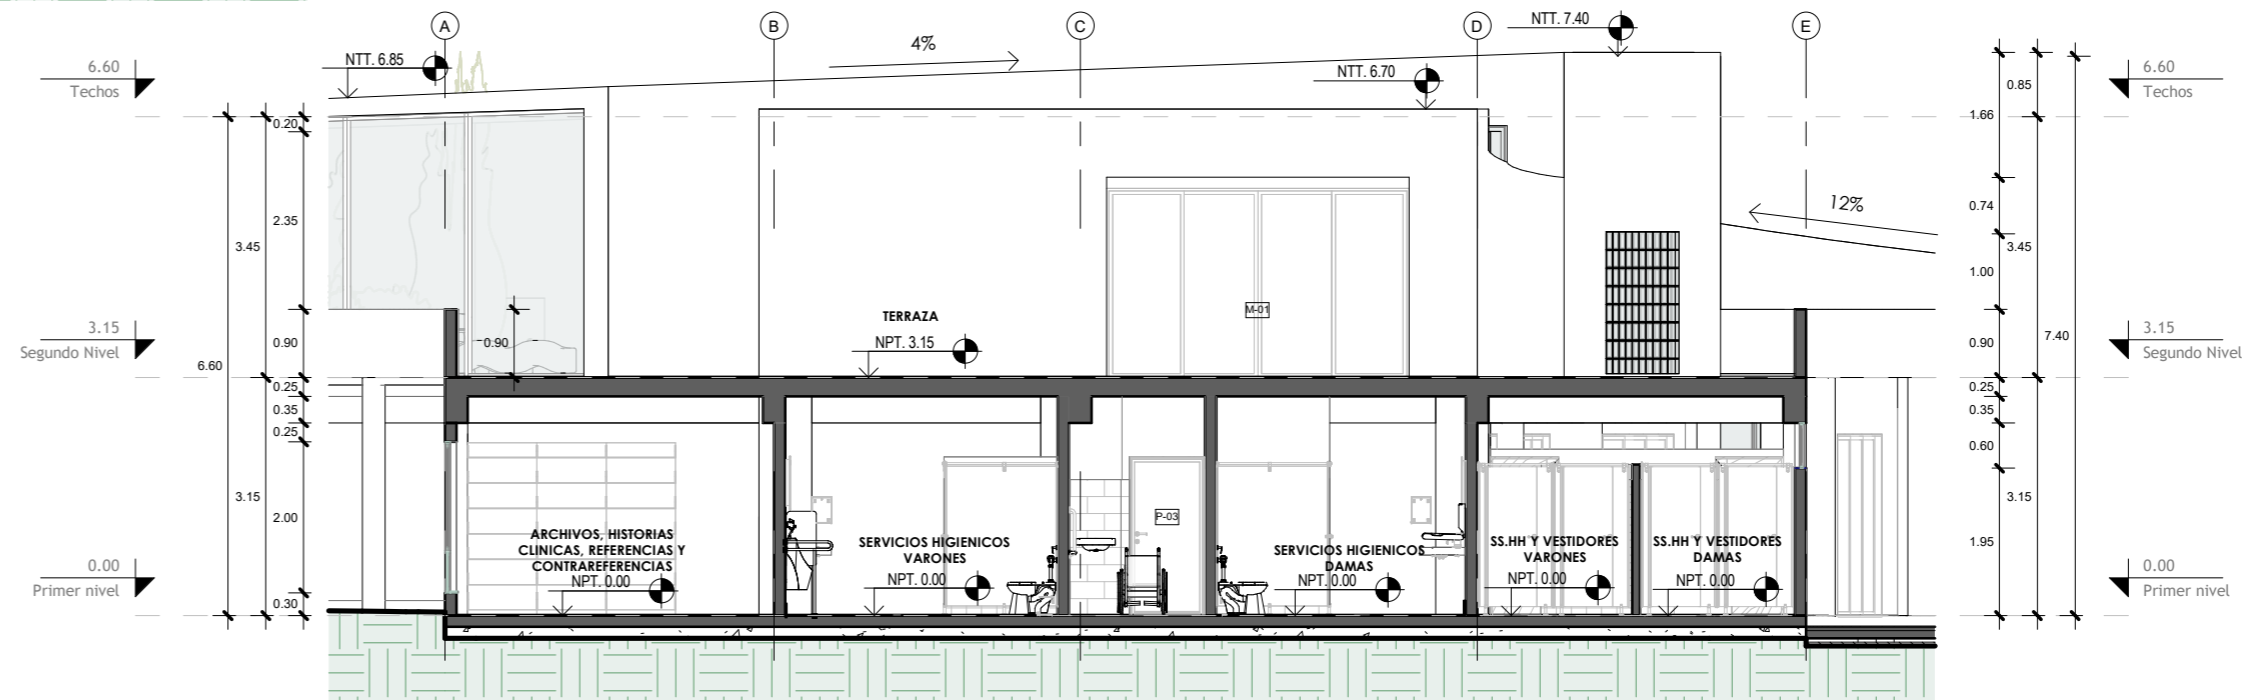 A
B
C
D
E
NTT. 7.40
4%
NTT. 6.85
NTT. 6.70
6.60
Techos
6.60
Techos
0.20
2.35
3.45
0.90
0.25
0.35
0.25
6.60
3.15
2.00
0.30
3.15
Segundo Nivel
0.00
Primer nivel
0.90
TERRAZA
NPT. 3.15
M-01
12%
0.85
1.66
0.74
3.45
1.00
0.90
7.40
0.25
0.35
0.60
3.15
1.95
3.15
Segundo Nivel
0.00
Primer nivel
ARCHIVOS, HISTORIAS
CLINICAS, REFERENCIAS Y
CONTRAREFERENCIAS
NPT. 0.00
SERVICIOS HIGIENICOS
VARONES
NPT. 0.00
P-03
SERVICIOS HIGIENICOS
DAMAS
NPT. 0.00
SS.HH Y VESTIDORES
VARONES
NPT. 0.00
SS.HH Y VESTIDORES
DAMAS
NPT. 0.00